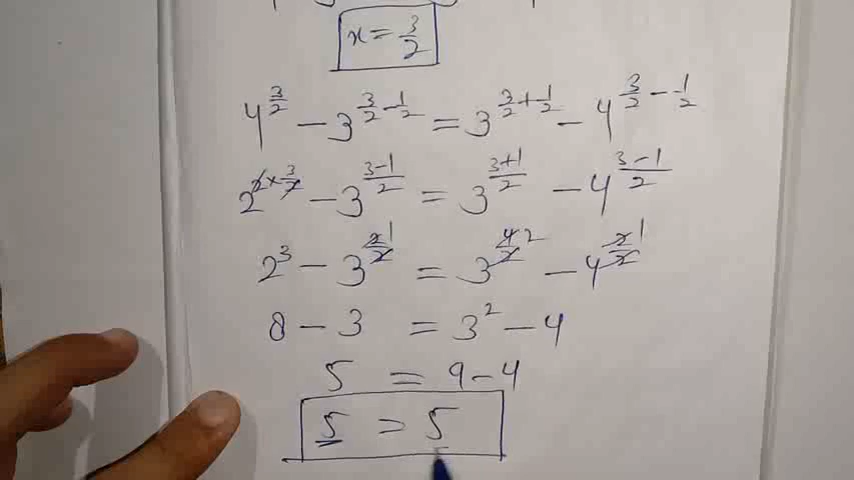 x = 3/2
4^(3/2) - 3^(3/2 - 1/2) = 3^(3/2 + 1/2) - 4^(3/2 - 1/2)
2^(2×3/2) - 3^((3-1)/2) = 3^((3+1)/2) - 4^((3-1)/2)
2^3 - 3^(2/2 1) = 3^(4/2 2) - 4^(2/2 1)
8 - 3 = 3^2 - 4
5 = 9 - 4
5 = 5